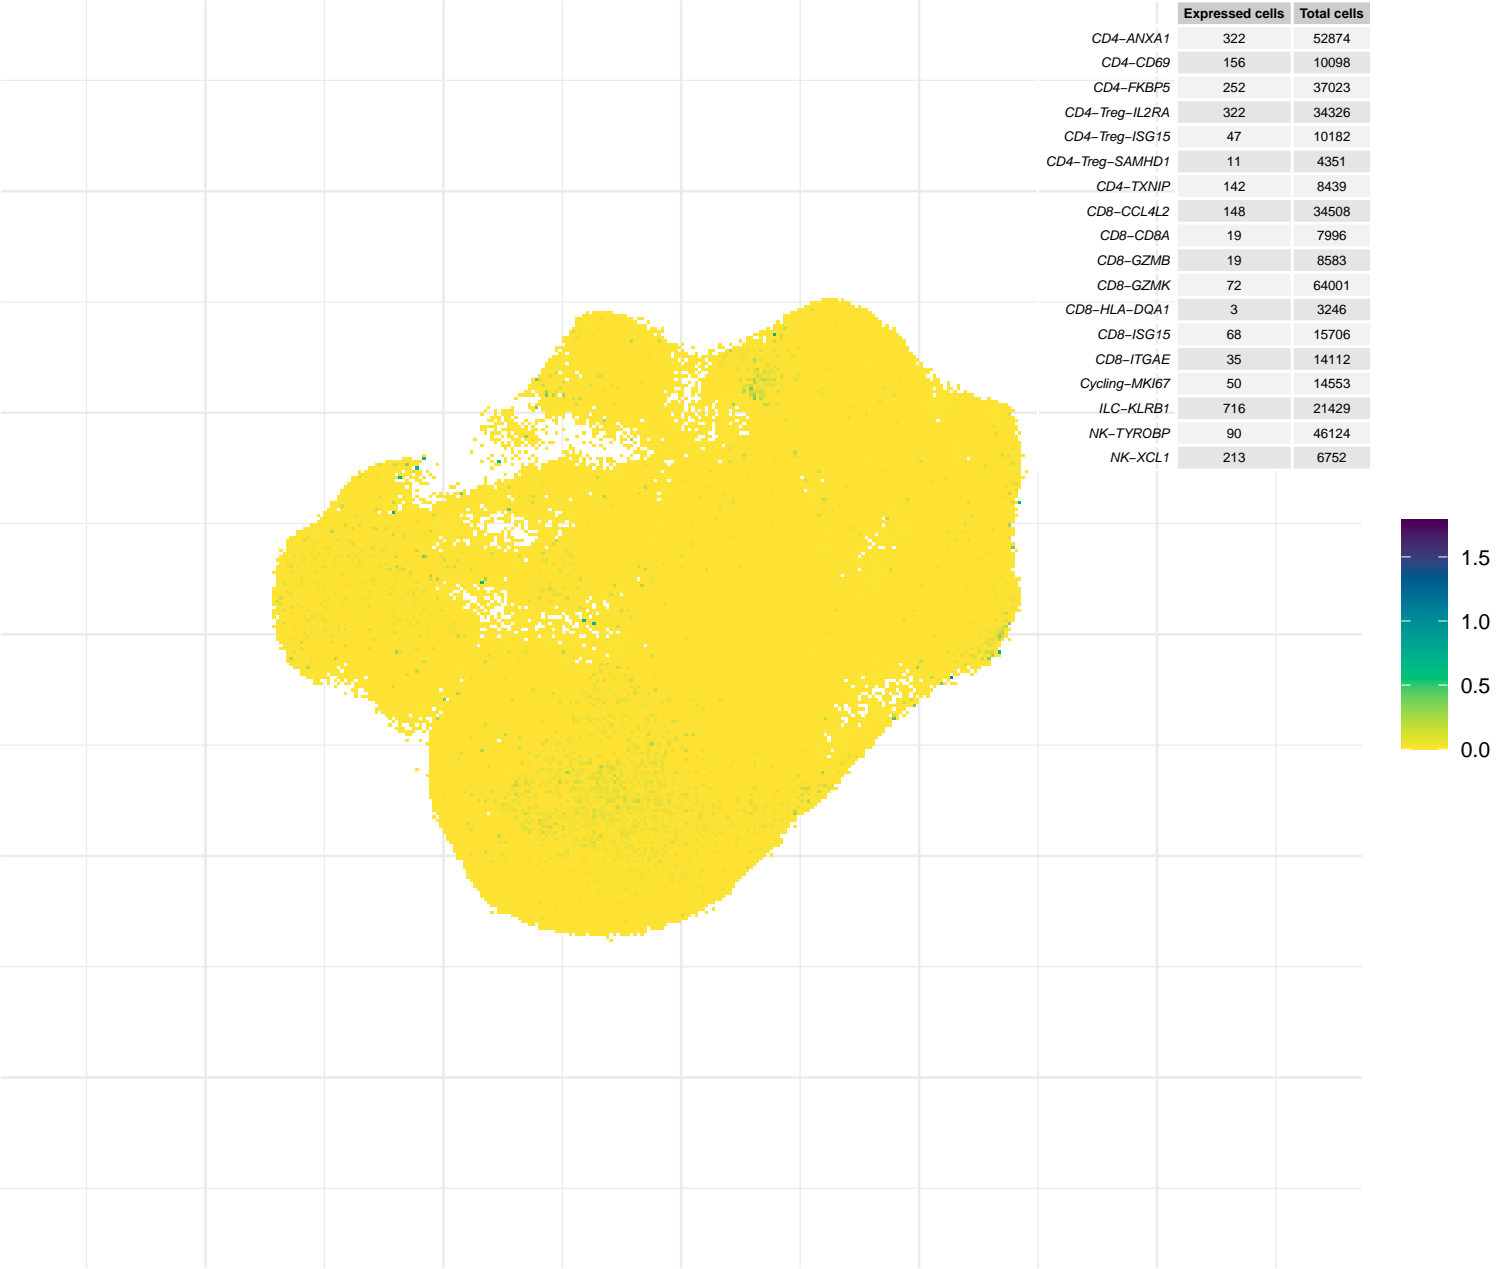 Expressed cells Total cells
CD4−ANXA1 322 52874
CD4−CD69 156 10098
CD4−FKBP5 252 37023
CD4−Treg−IL2RA 322 34326
CD4−Treg−ISG15 47 10182
CD4−Treg−SAMHD1 11 4351
CD4−TXNIP 142 8439
CD8−CCL4L2 148 34508
CD8−CD8A 19 7996
CD8−GZMB 19 8583
CD8−GZMK 72 64001
CD8−HLA−DQA1 3 3246
CD8−ISG15 68 15706
CD8−ITGAE 35 14112
Cycling−MKI67 50 14553
ILC−KLRB1 716 21429
NK−TYROBP 90 46124
NK−XCL1 213 6752
1.5
1.0
0.5
0.0